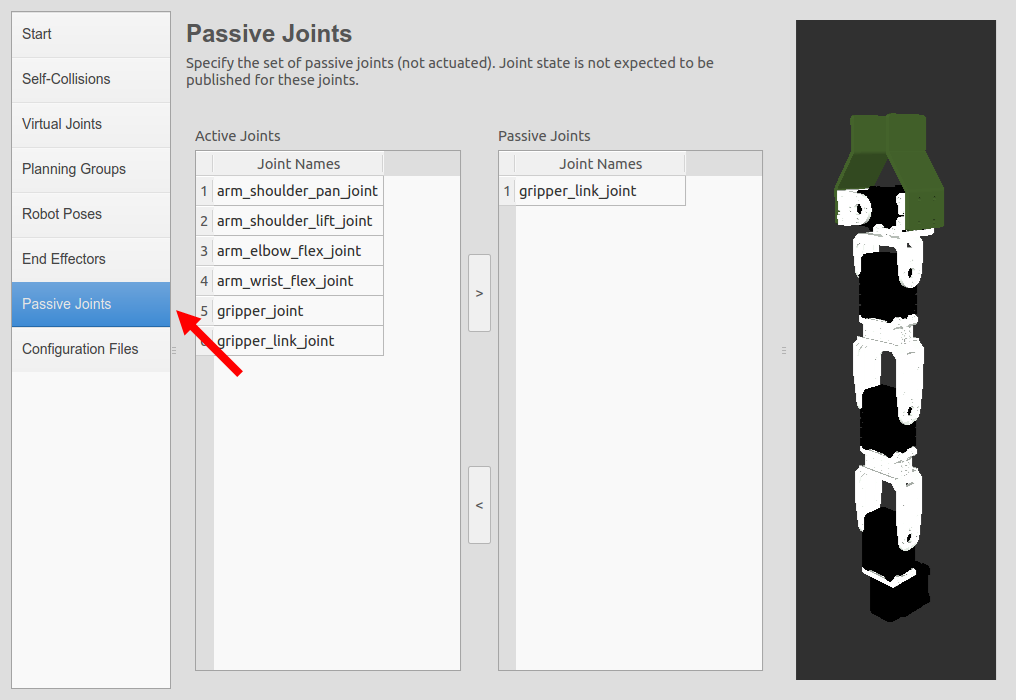 Start
Self-Collisions
Virtual Joints
Planning Groups
Robot Poses
End Effectors
Passive Joints
Configuration Files
Passive Joints
Specify the set of passive joints (not actuated). Joint state is not expected to be
published for these joints.
Active Joints
Joint Names
1 arm_shoulder_pan_joint
2 arm_shoulder_lift_joint
3 arm_elbow_flex_joint
4 arm_wrist_flex_joint
5 gripper_joint
gripper_link_joint
>
<
Passive Joints
Joint Names
1 gripper_link_joint